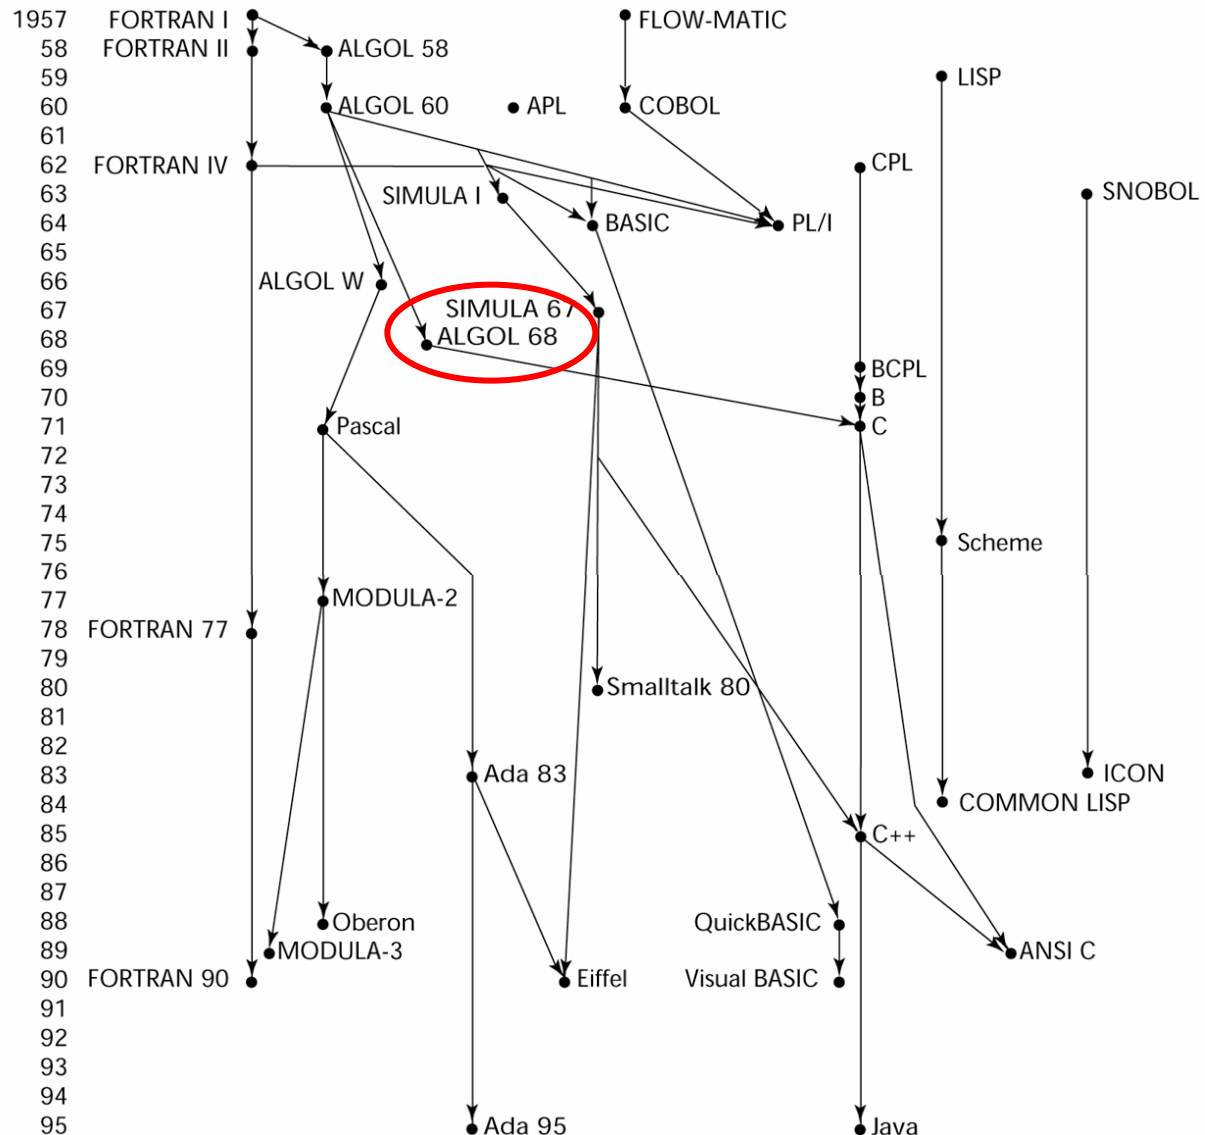 1957 FORTRAN I FLOW-MATIC
58 FORTRAN II ALGOL 58
59 LISP
60 ALGOL 60 APL COBOL
61
62 FORTRAN IV CPL
63 SIMULA I SNOBOL
64 BASIC PL/I
65
66 ALGOL W
67 SIMULA 67
68 ALGOL 68
69 BCPL
70 B
71 Pascal C
72
73
74
75 Scheme
76
77 MODULA-2
78 FORTRAN 77
79
80 Smalltalk 80
81
82
83 Ada 83 ICON
84 COMMON LISP
85 C++
86
87
88 Oberon QuickBASIC
89 MODULA-3 ANSI C
90 FORTRAN 90 Eiffel Visual BASIC
91
92
93
94
95 Ada 95 Java